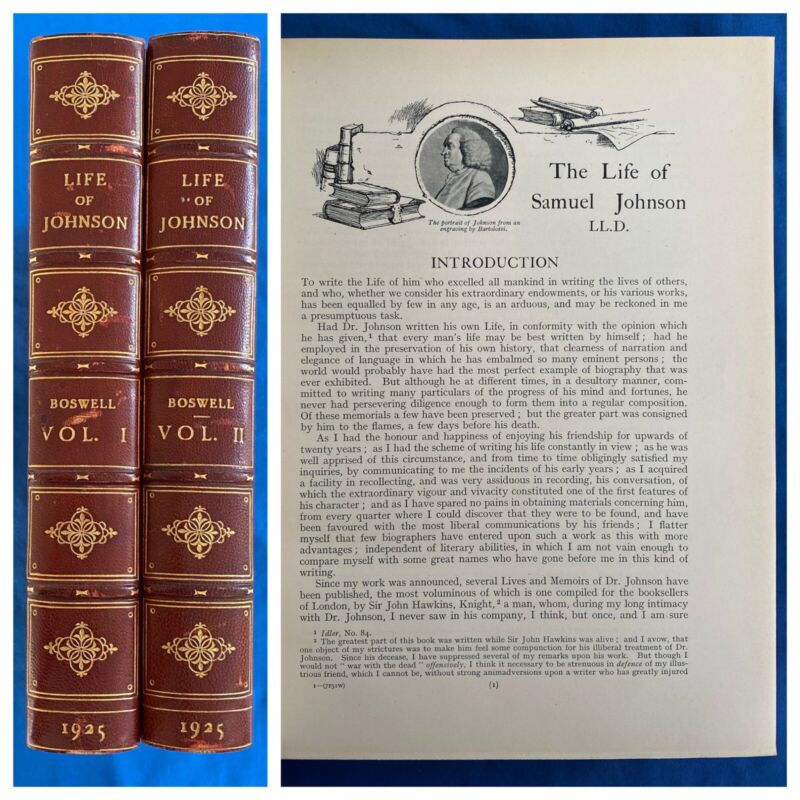 LIFE
OF
JOHNSON
BOSWELL
VOL. I
1925
LIFE
OF
JOHNSON
BOSWELL
VOL. II
1925
The portrait of Johnson from an
engraving by Bartolozzi.
The Life of
Samuel Johnson
LL.D.
INTRODUCTION
To write the Life of him who excelled all mankind in writing the lives of others,
and who, whether we consider his extraordinary endowments, or his various works,
has been equalled by few in any age, is an arduous, and may be reckoned in me
a presumptuous task.
Had Dr. Johnson written his own Life, in conformity with the opinion which
he has given,¹ that every man's life may be best written by himself; had he
employed in the preservation of his own history, that clearness of narration and
elegance of language in which he has embalmed so many eminent persons; the
world would probably have had the most perfect example of biography that was
ever exhibited. But although he at different times, in a desultory manner, com-
mitted to writing many particulars of the progress of his mind and fortunes, he
never had persevering diligence enough to form them into a regular composition.
Of these memorials a few have been preserved; but the greater part was consigned
by him to the flames, a few days before his death.
As I had the honour and happiness of enjoying his friendship for upwards of
twenty years; as I had the scheme of writing his life constantly in view; as he was
well apprised of this circumstance, and from time to time obligingly satisfied my
inquiries, by communicating to me the incidents of his early years; as I acquired
a facility in recollecting, and was very assiduous in recording, his conversation, of
which the extraordinary vigour and vivacity constituted one of the first features of
his character; and as I have spared no pains in obtaining materials concerning him,
from every quarter where I could discover that they were to be found, and have
been favoured with the most liberal communications by his friends; I flatter
myself that few biographers have entered upon such a work as this with more
advantages; independent of literary abilities, in which I am not vain enough to
compare myself with some great names who have gone before me in this kind of
writing.
Since my work was announced, several Lives and Memoirs of Dr. Johnson have
been published, the most voluminous of which is one compiled for the booksellers
of London, by Sir John Hawkins, Knight,² a man, whom, during my long intimacy
with Dr. Johnson, I never saw in his company, I think, but once, and I am sure
¹ Idler, No. 84.
² The greatest part of this book was written while Sir John Hawkins was alive; and I avow, that
one object of my strictures was to make him feel some compunction for his illiberal treatment of Dr.
Johnson. Since his decease, I have suppressed several of my remarks upon his work. But though I
would not "war with the dead" offensively, I think it necessary to be strenuous in defence of my illus-
trious friend, which I cannot be, without strong animadversions upon a writer who has greatly injured
1—(7251W)
(1)